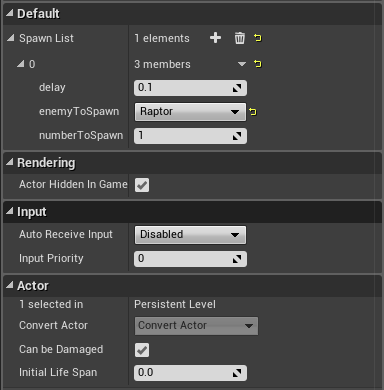 Default
Spawn List 1 elements
0 3 members
delay 0.1
enemyToSpawn Raptor
numberToSpawn 1
Rendering
Actor Hidden In Game
Input
Auto Receive Input Disabled
Input Priority 0
Actor
1 selected in Persistent Level
Convert Actor Convert Actor
Can be Damaged
Initial Life Span 0.0